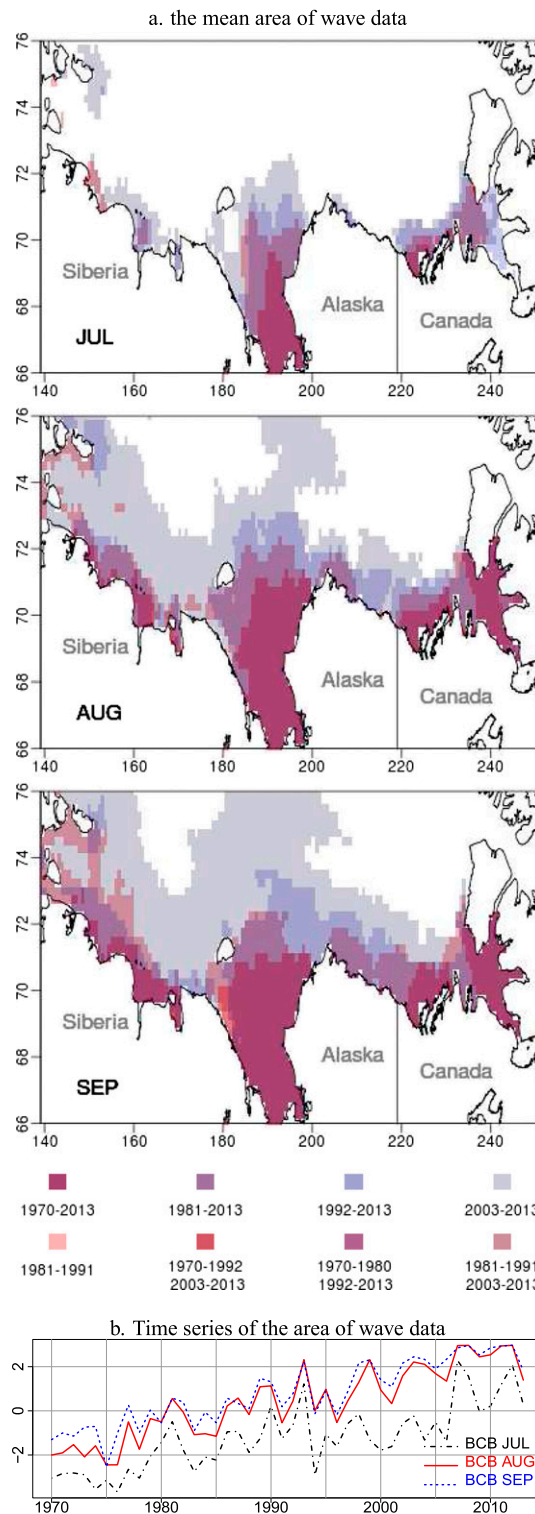 a. the mean area of wave data
76
74
72
70
68
66
Siberia
Alaska
Canada
JUL
140 160 180 200 220 240
76
74
72
70
68
66
Siberia
Alaska
Canada
AUG
140 160 180 200 220 240
76
74
72
70
68
66
Siberia
Alaska
Canada
SEP
140 160 180 200 220 240
1970-2013 1981-2013 1992-2013 2003-2013
1981-1991 1970-1992 1970-1980 1981-1991
2003-2013 1992-2013 2003-2013
b. Time series of the area of wave data
2
0
−2
BCB JUL
BCB AUG
BCB SEP
1970 1980 1990 2000 2010